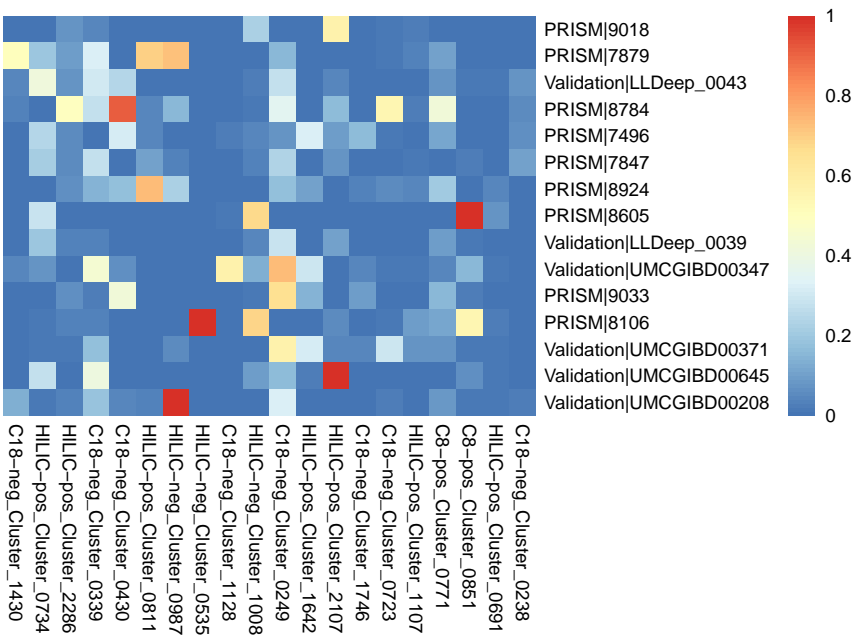 PRISM|9018
PRISM|7879
Validation|LLDeep_0043
PRISM|8784
PRISM|7496
PRISM|7847
PRISM|8924
PRISM|8605
Validation|LLDeep_0039
Validation|UMCGIBD00347
PRISM|9033
PRISM|8106
Validation|UMCGIBD00371
Validation|UMCGIBD00645
Validation|UMCGIBD00208
1
0.8
0.6
0.4
0.2
0
C18−neg_Cluster_1430
HILIC−pos_Cluster_0734
HILIC−pos_Cluster_2286
C18−neg_Cluster_0339
C18−neg_Cluster_0430
HILIC−pos_Cluster_0811
HILIC−neg_Cluster_0987
HILIC−neg_Cluster_0535
C18−neg_Cluster_1128
HILIC−neg_Cluster_1008
C18−neg_Cluster_0249
HILIC−pos_Cluster_1642
HILIC−pos_Cluster_2107
C18−neg_Cluster_1746
C18−neg_Cluster_0723
HILIC−pos_Cluster_1107
C8−pos_Cluster_0771
C8−pos_Cluster_0851
HILIC−pos_Cluster_0691
C18−neg_Cluster_0238